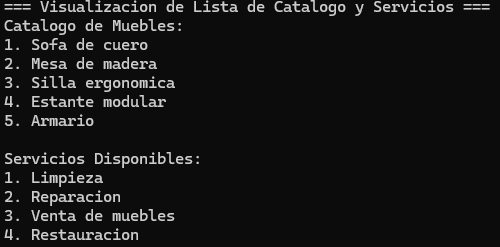 === Visualizacion de Lista de Catalogo y Servicios ===
Catalogo de Muebles:
1. Sofa de cuero
2. Mesa de madera
3. Silla ergonomica
4. Estante modular
5. Armario

Servicios Disponibles:
1. Limpieza
2. Reparacion
3. Venta de muebles
4. Restauracion